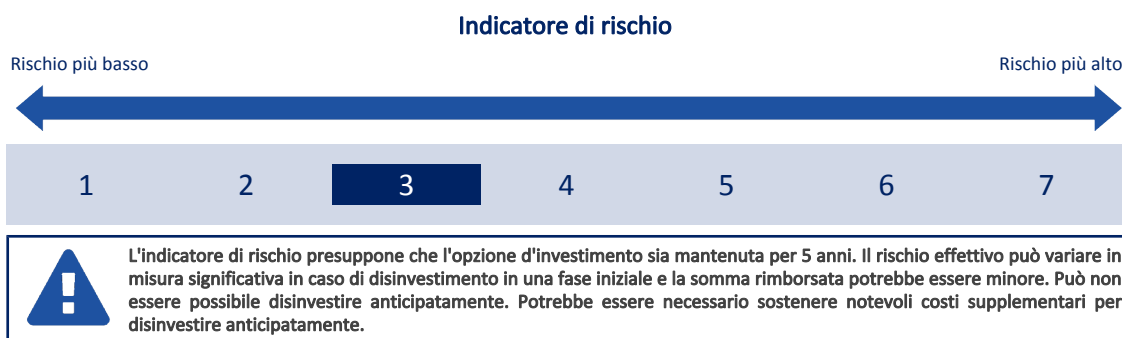 Indicatore di rischio
Rischio più basso
Rischio più alto
1 2 3 4 5 6 7
L'indicatore di rischio presuppone che l'opzione d'investimento sia mantenuta per 5 anni. Il rischio effettivo può variare in
misura significativa in caso di disinvestimento in una fase iniziale e la somma rimborsata potrebbe essere minore. Può non
essere possibile disinvestire anticipatamente. Potrebbe essere necessario sostenere notevoli costi supplementari per
disinvestire anticipatamente.